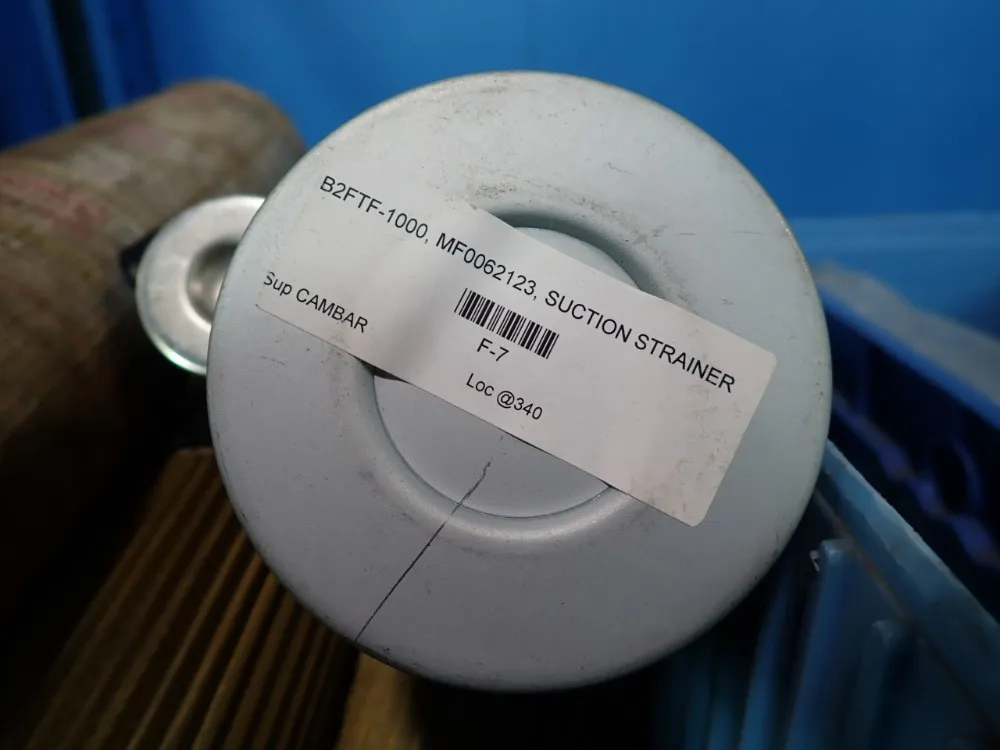 B2FTF-1000, MF0062123, SUCTION STRAINER
Sup CAMBAR
F-7
Loc @340